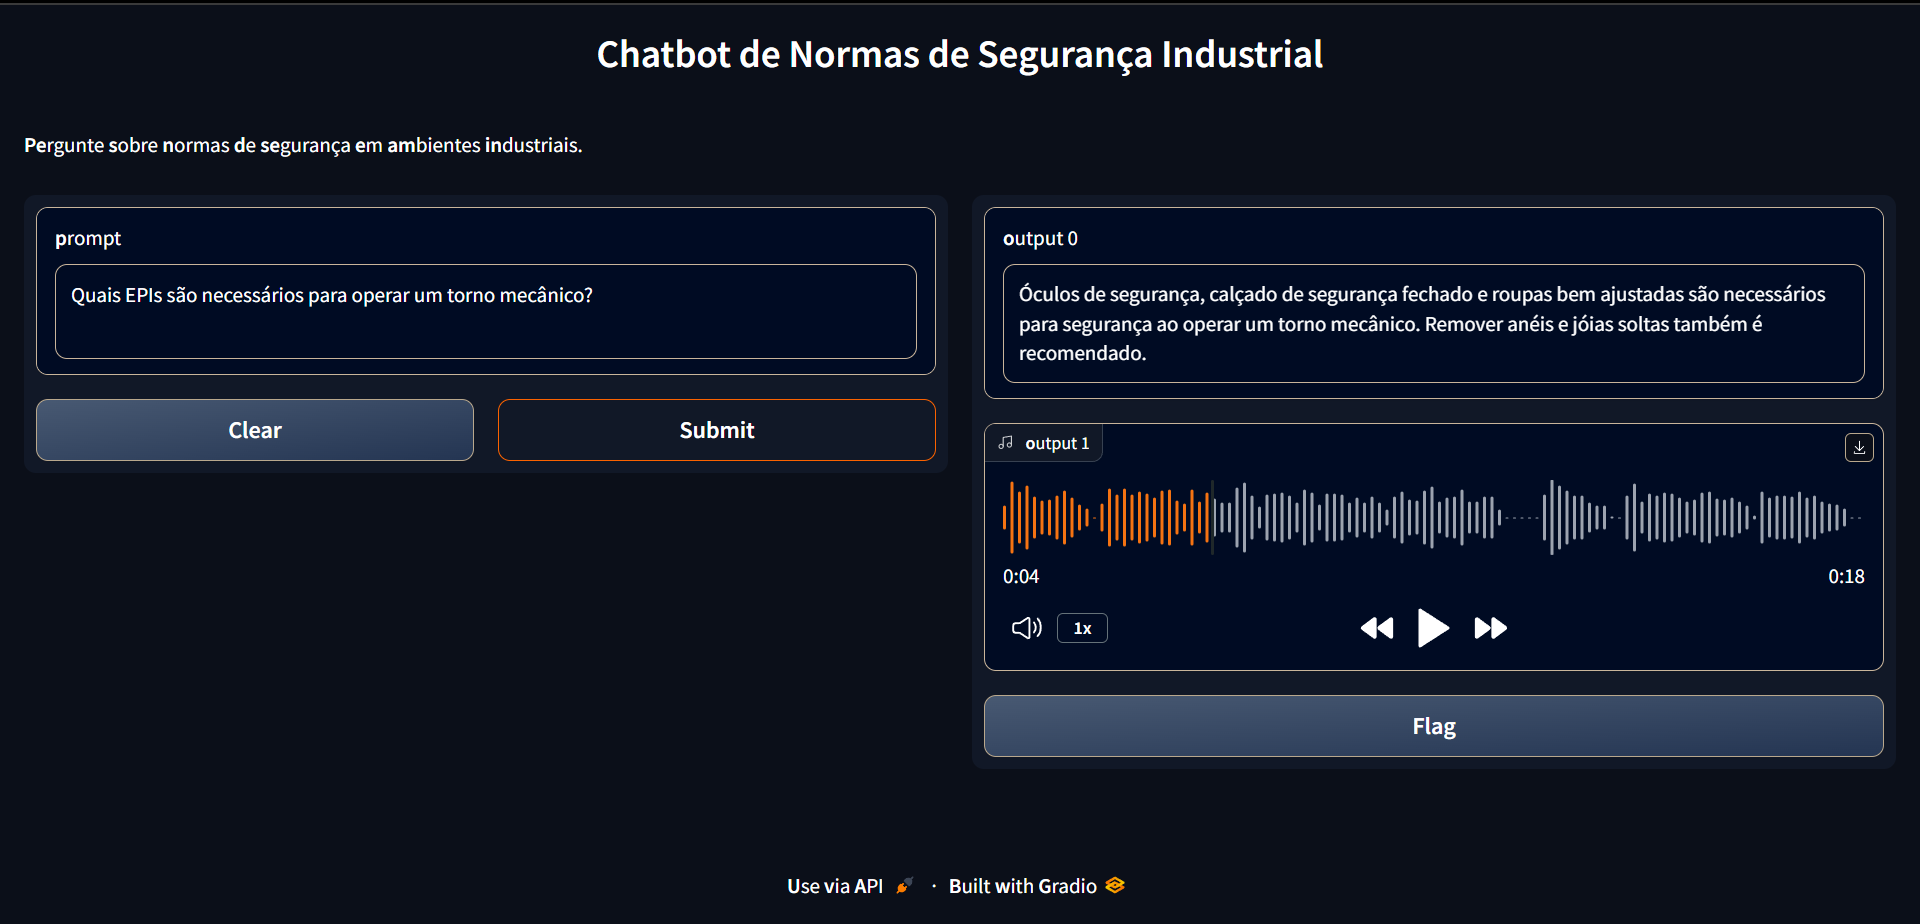 Chatbot de Normas de Segurança Industrial
Pergunte sobre normas de segurança em ambientes industriais.
prompt
Quais EPIs são necessários para operar um torno mecânico?
Clear
Submit
output 0
Óculos de segurança, calçado de segurança fechado e roupas bem ajustadas são necessários
para segurança ao operar um torno mecânico. Remover anéis e jóias soltas também é
recomendado.
output 1
0:04
0:18
1x
Flag
Use via API · Built with Gradio